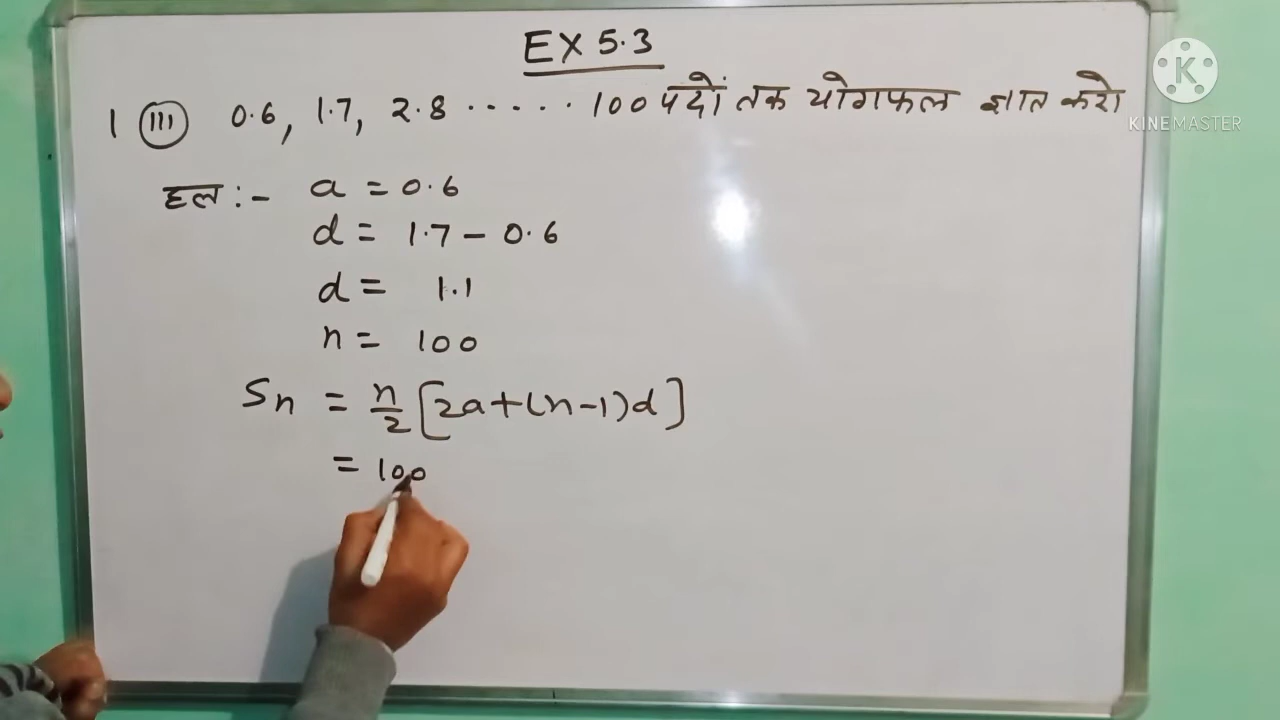 EX 5.3
1 (iii) 0.6, 1.7, 2.8 ..... 100 पदों तक योगफल ज्ञात करो
K
KINEMASTER
हल :- a = 0.6
d = 1.7 - 0.6
d = 1.1
n = 100
Sn = n/2 [2a+(n-1)d]
= 100